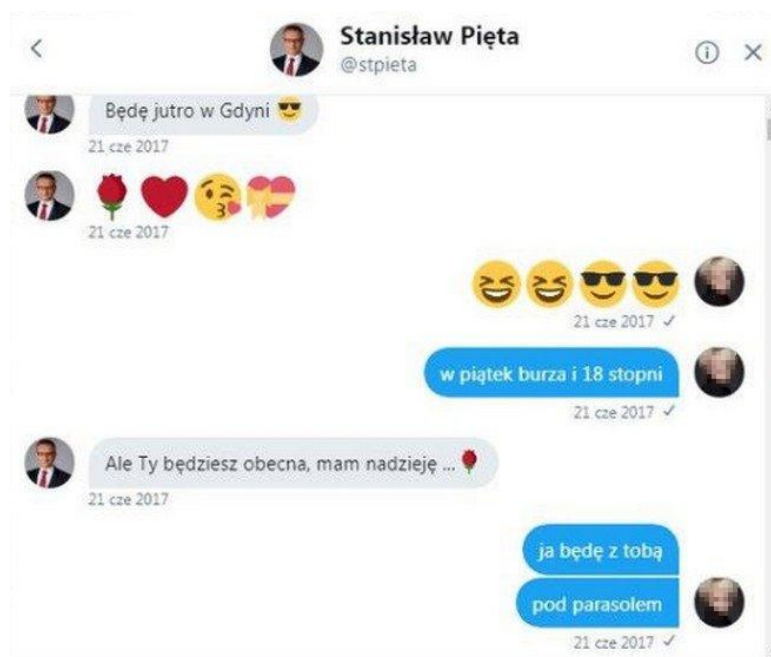 Stanisław Pięta
@stpieta
Będę jutro w Gdyni 😎
21 cze 2017
🌹❤️😘💝
21 cze 2017
😆😆😎😎
21 cze 2017 ✓
w piątek burza i 18 stopni
21 cze 2017 ✓
Ale Ty będziesz obecna, mam nadzieję ... 🌹
21 cze 2017
ja będę z tobą
pod parasolem
21 cze 2017 ✓